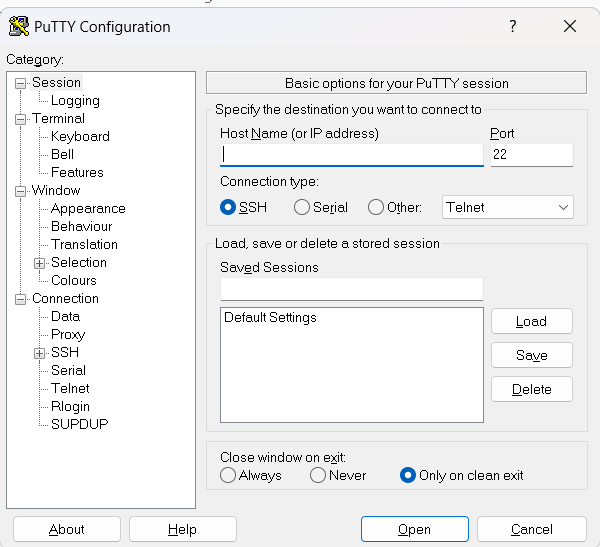 PuTTY Configuration
?
Category:
Session
Logging
Terminal
Keyboard
Bell
Features
Window
Appearance
Behaviour
Translation
Selection
Colours
Connection
Data
Proxy
SSH
Serial
Telnet
Rlogin
SUPDUP
Basic options for your PuTTY session
Specify the destination you want to connect to
Host Name (or IP address) Port
22
Connection type:
SSH Serial Other: Telnet
Load, save or delete a stored session
Saved Sessions
Default Settings
Load
Save
Delete
Close window on exit:
Always Never Only on clean exit
About Help Open Cancel